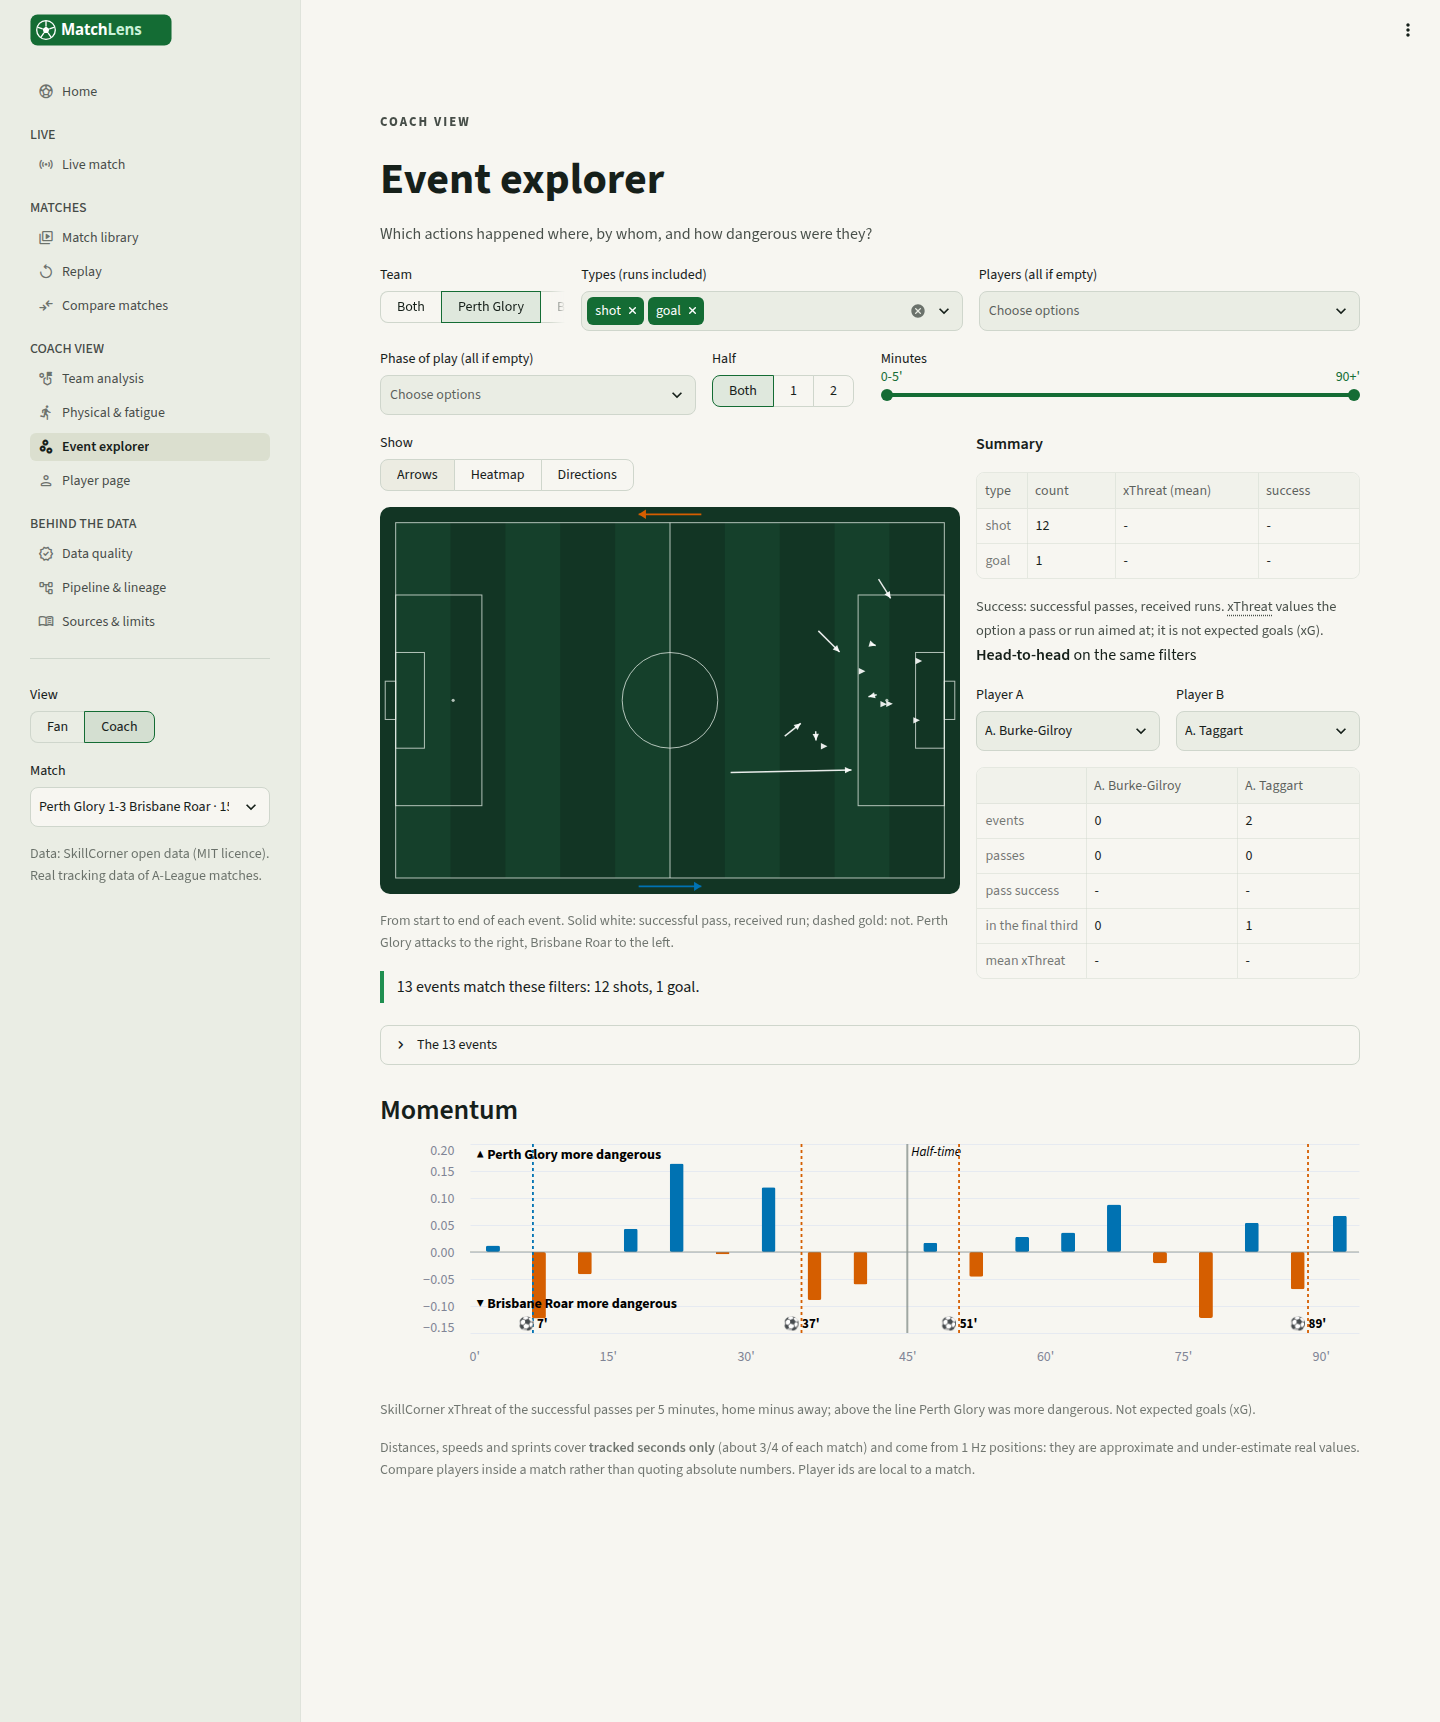 MatchLens
Home
LIVE
Live match
MATCHES
Match library
Replay
Compare matches
COACH VIEW
Team analysis
Physical & fatigue
Event explorer
Player page
BEHIND THE DATA
Data quality
Pipeline & lineage
Sources & limits
View
Fan
Coach
Match
Perth Glory 1-3 Brisbane Roar · 15
Data: SkillCorner open data (MIT licence).
Real tracking data of A-League matches.
COACH VIEW
Event explorer
Which actions happened where, by whom, and how dangerous were they?
Team
Both
Perth Glory
B
Types (runs included)
shot
goal
Players (all if empty)
Choose options
Phase of play (all if empty)
Choose options
Half
Both
1
2
Minutes
0-5'
90+'
Show
Arrows
Heatmap
Directions
From start to end of each event. Solid white: successful pass, received run; dashed gold: not. Perth
Glory attacks to the right, Brisbane Roar to the left.
13 events match these filters: 12 shots, 1 goal.
Summary
type count xThreat (mean) success
shot 12 - -
goal 1 - -
Success: successful passes, received runs. xThreat values the
option a pass or run aimed at; it is not expected goals (xG).
Head-to-head on the same filters
Player A
A. Burke-Gilroy
Player B
A. Taggart
A. Burke-Gilroy A. Taggart
events 0 2
passes 0 0
pass success - -
in the final third 0 1
mean xThreat - -
The 13 events
Momentum
0.20
0.15
0.10
0.05
0.00
−0.05
−0.10
−0.15
▲ Perth Glory more dangerous
Half-time
▼ Brisbane Roar more dangerous
⚽ 7'
⚽ 37'
⚽ 51'
⚽ 89'
0' 15' 30' 45' 60' 75' 90'
SkillCorner xThreat of the successful passes per 5 minutes, home minus away; above the line Perth Glory was more dangerous. Not expected goals (xG).
Distances, speeds and sprints cover tracked seconds only (about 3/4 of each match) and come from 1 Hz positions: they are approximate and under-estimate real values.
Compare players inside a match rather than quoting absolute numbers. Player ids are local to a match.